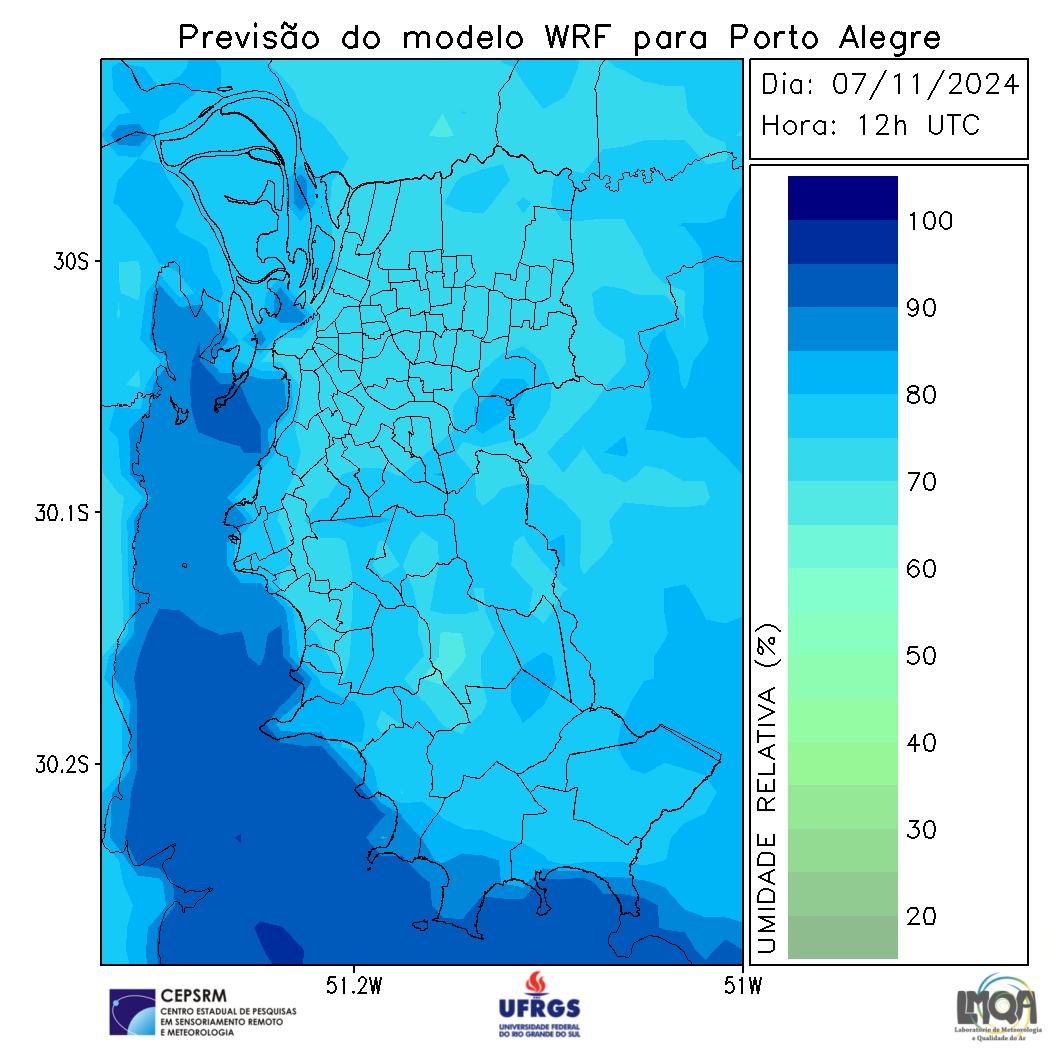 Previsão do modelo WRF para Porto Alegre
Dia: 07/11/2024
Hora: 12h UTC
30S
30.1S
30.2S
51.2W
51W
100
90
80
70
60
50
40
30
20
UMIDADE RELATIVA (%)
CEPSRM
CENTRO ESTADUAL DE PESQUISAS
EM SENSORIAMENTO REMOTO
E METEOROLOGIA
UFRGS
UNIVERSIDADE FEDERAL
DO RIO GRANDE DO SUL
LMQA
Laboratório de Meteorologia
e Qualidade do Ar